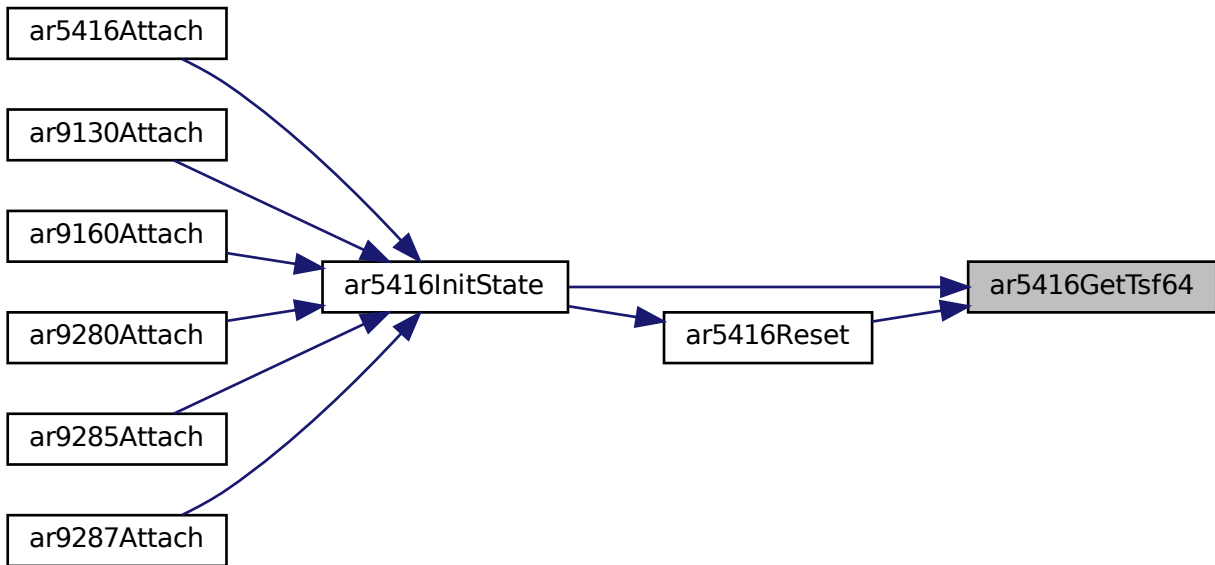 ar5416Attach
ar9130Attach
ar9160Attach
ar9280Attach
ar9285Attach
ar9287Attach
ar5416InitState
ar5416Reset
ar5416GetTsf64